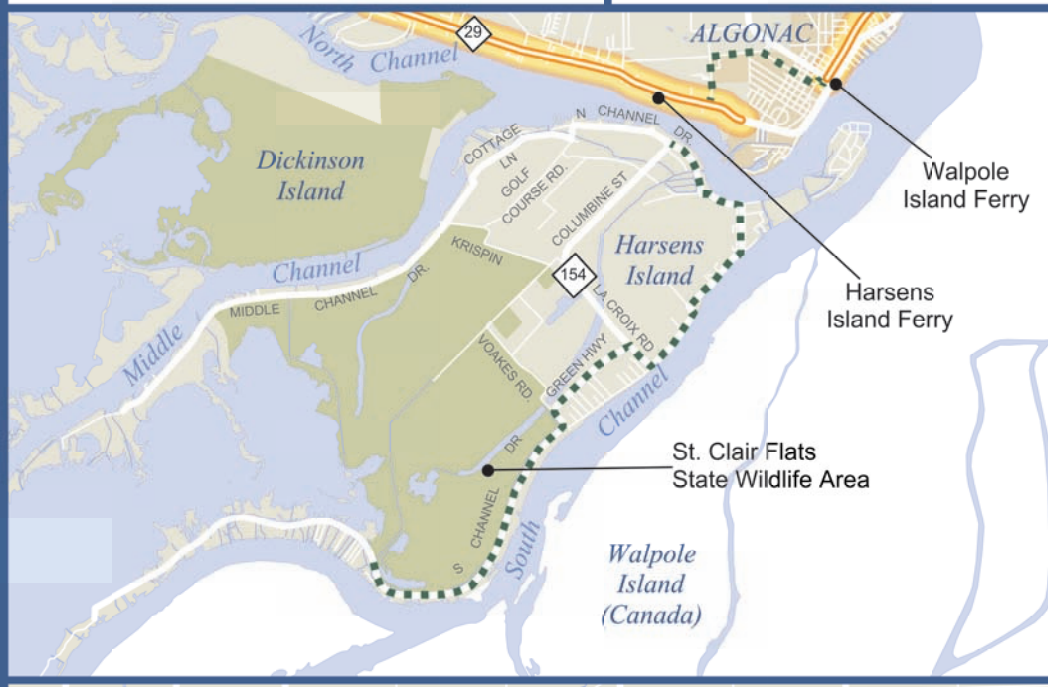 29
ALGONAC
North Channel
N CHANNEL DR.
COTTAGE LN
GOLF
COURSE RD.
Dickinson
Island
Walpole
Island Ferry
COLUMBINE ST
KRISPIN
Harsens
Island
Middle Channel
MIDDLE CHANNEL DR.
154
LA CROIX RD
Harsens
Island Ferry
VOAKES RD.
GREEN HWY
South Channel
S CHANNEL DR
St. Clair Flats
State Wildlife Area
Walpole
Island
(Canada)